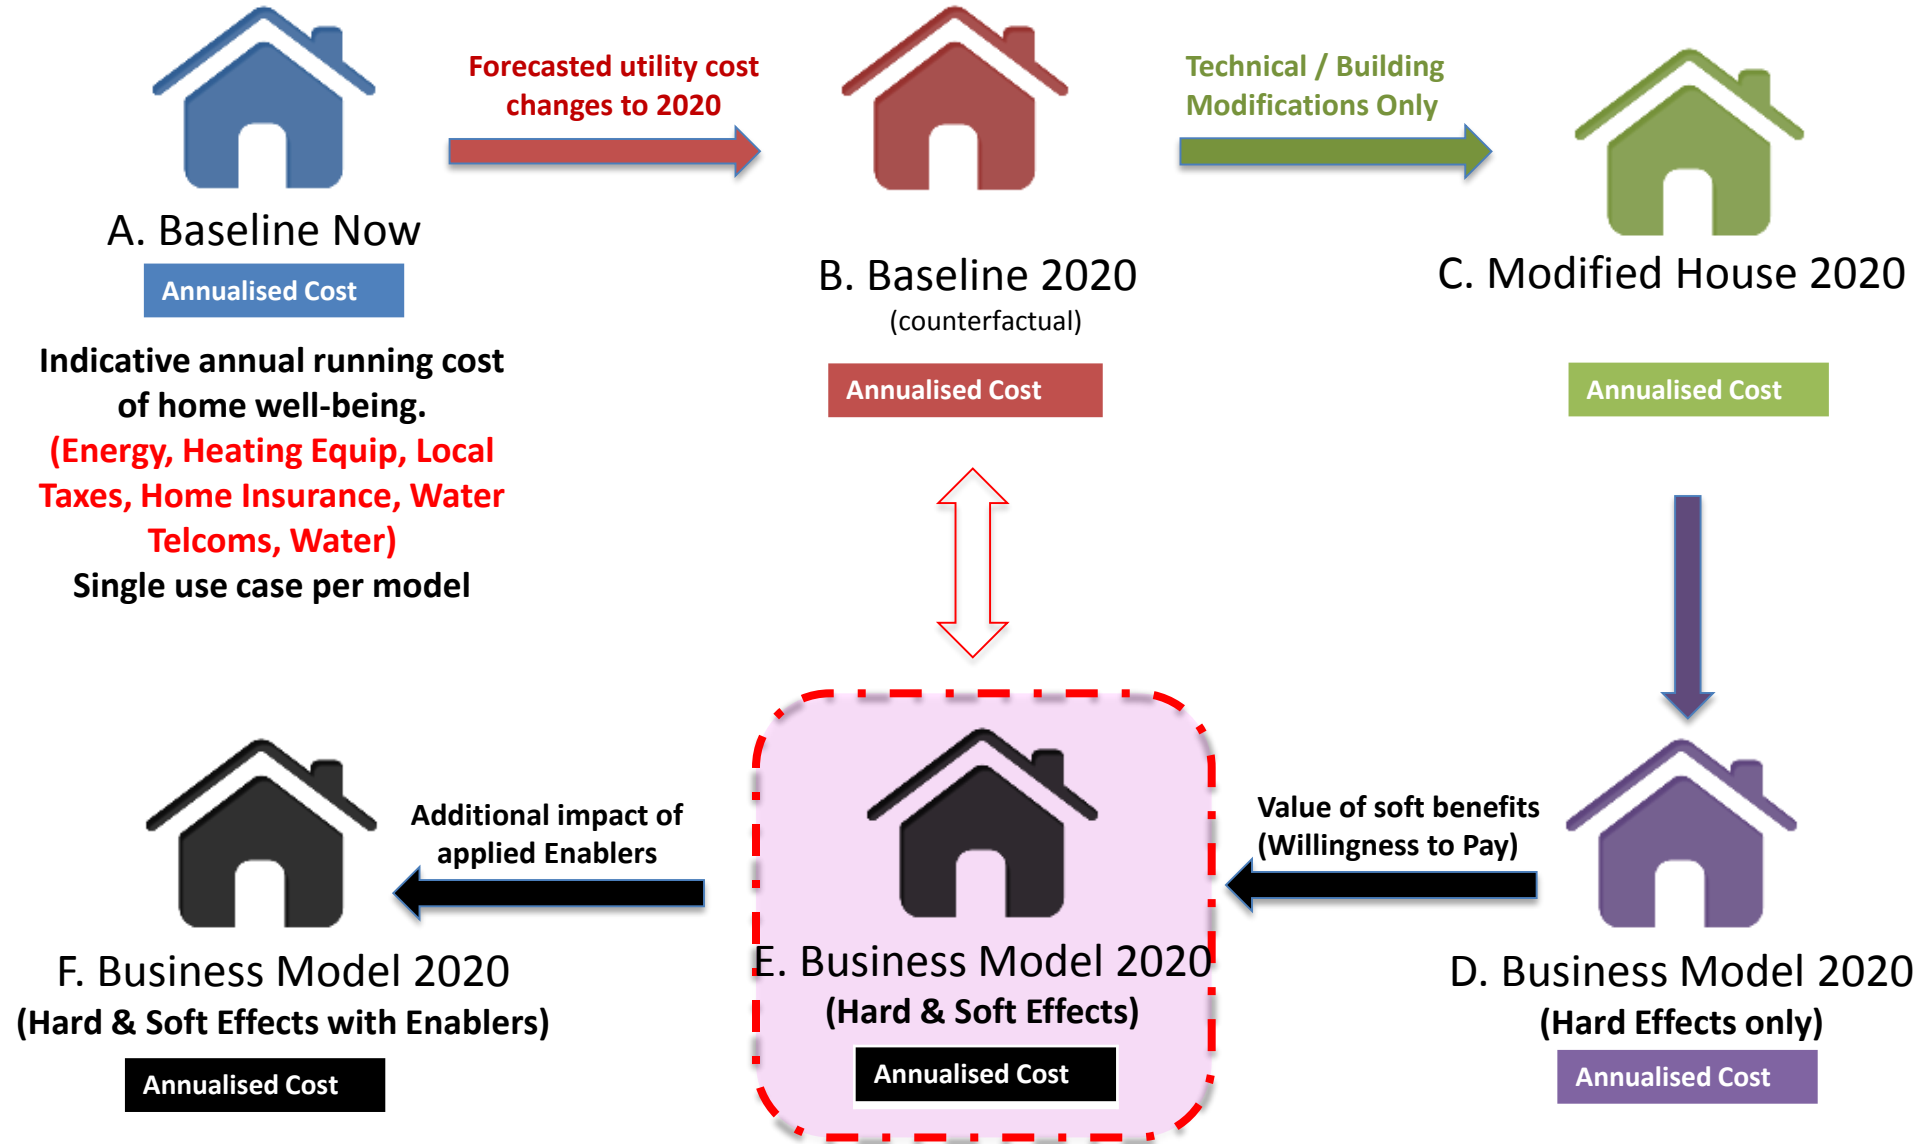 Forecasted utility cost
changes to 2020
Technical / Building
Modifications Only
A. Baseline Now
Annualised Cost
Indicative annual running cost
of home well-being.
(Energy, Heating Equip, Local
Taxes, Home Insurance, Water
Telcoms, Water)
Single use case per model
B. Baseline 2020
(counterfactual)
Annualised Cost
C. Modified House 2020
Annualised Cost
Value of soft benefits
(Willingness to Pay)
D. Business Model 2020
(Hard Effects only)
Annualised Cost
E. Business Model 2020
(Hard & Soft Effects)
Annualised Cost
Additional impact of
applied Enablers
F. Business Model 2020
(Hard & Soft Effects with Enablers)
Annualised Cost